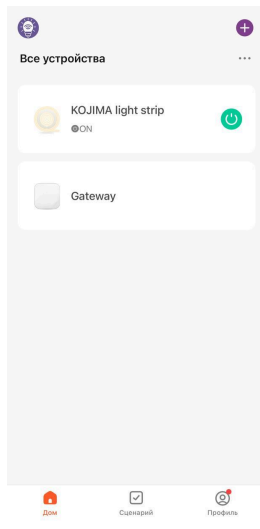 Все устройства
KOJIMA light strip
ON
Gateway
Дом
Сценарий
Профиль